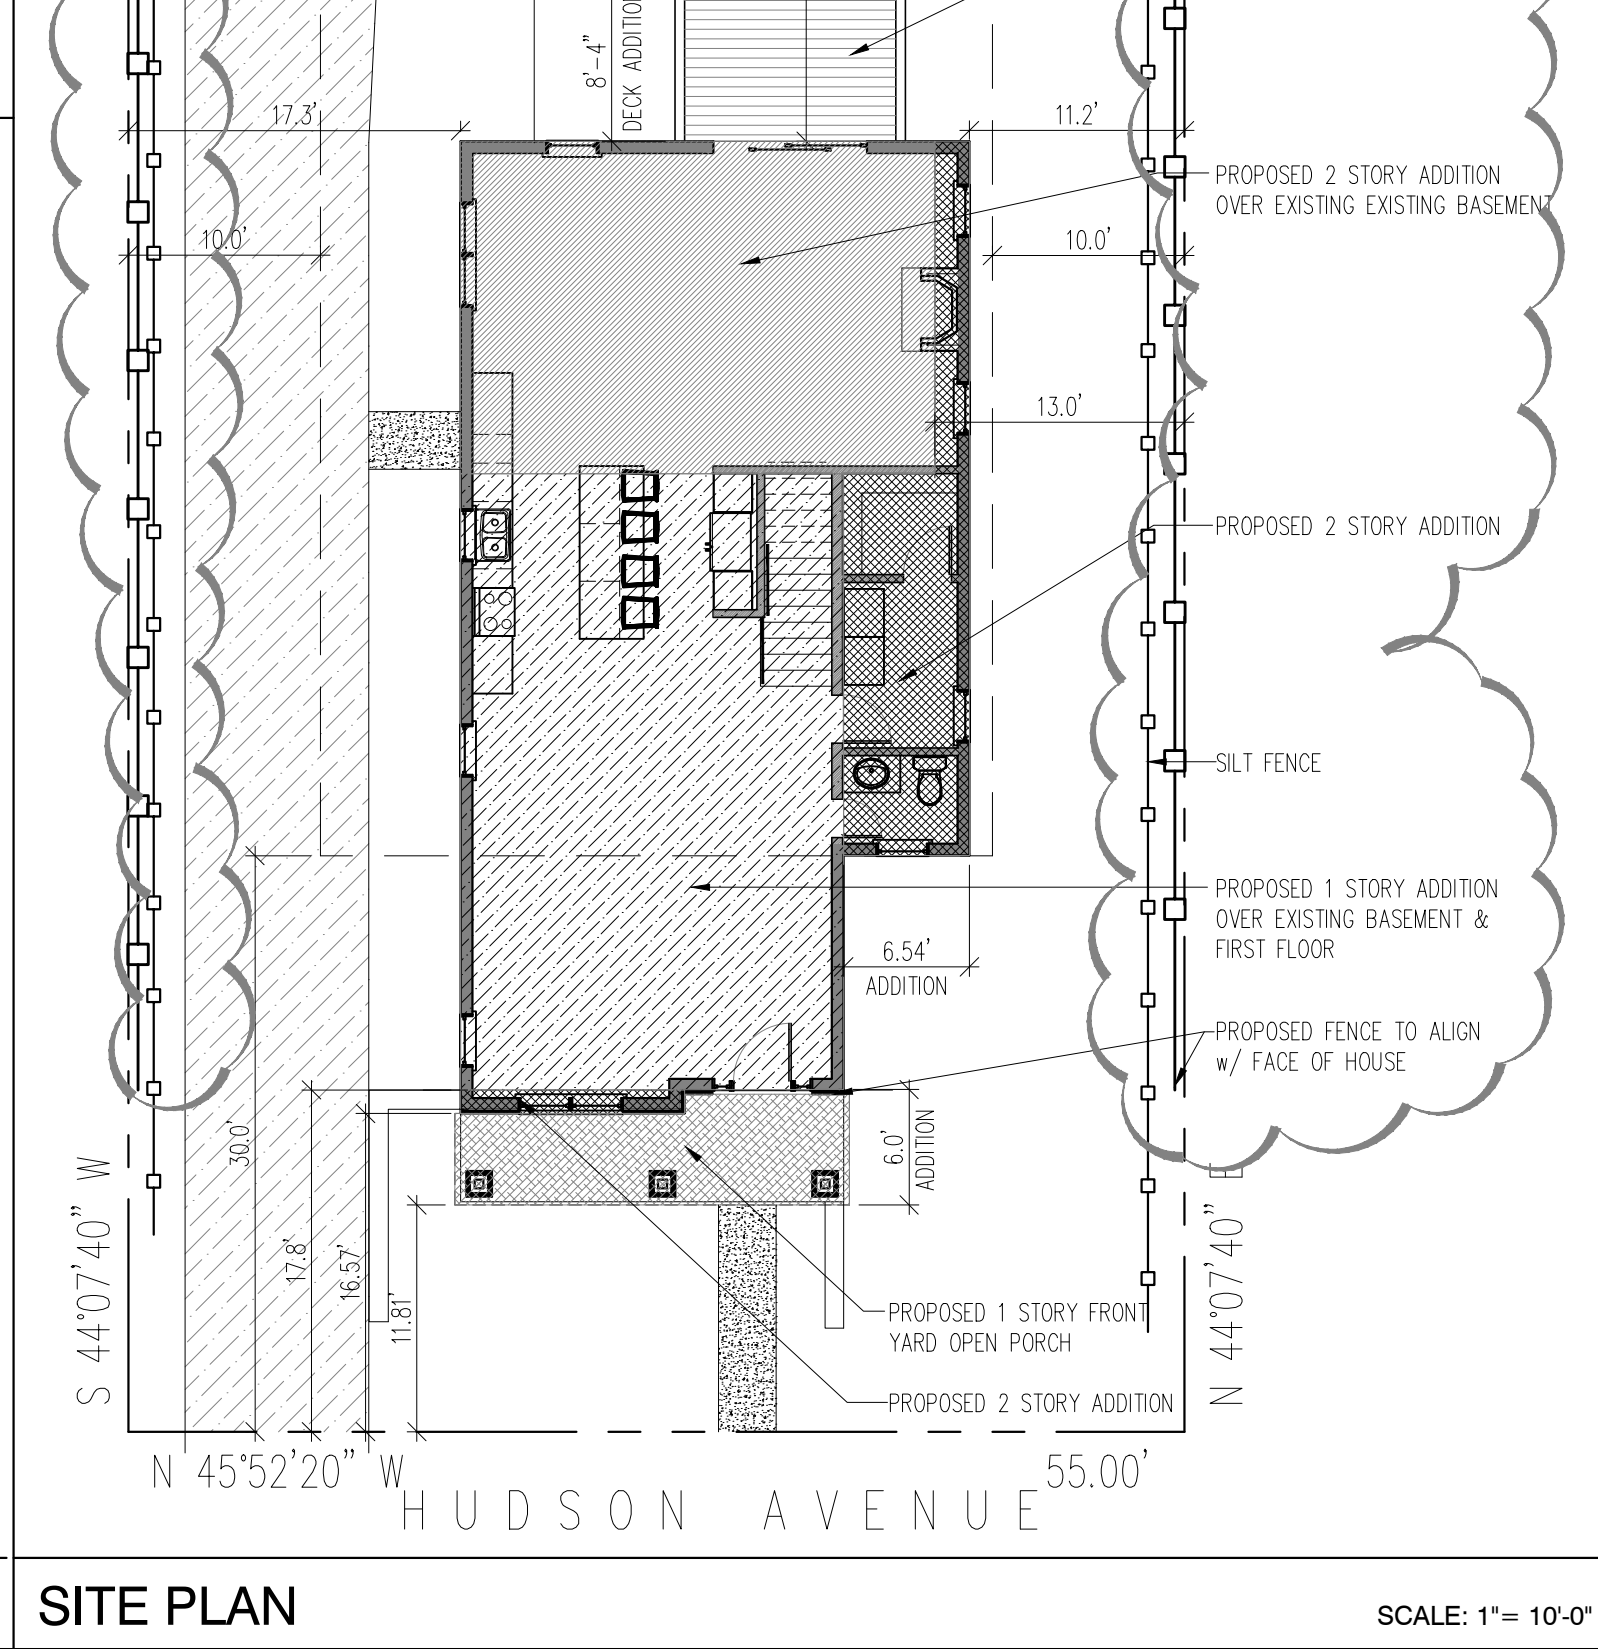 8'-4"
DECK ADDITION
17.3'
11.2'
PROPOSED 2 STORY ADDITION
OVER EXISTING EXISTING BASEMENT
10.0'
10.0'
13.0'
PROPOSED 2 STORY ADDITION
SILT FENCE
PROPOSED 1 STORY ADDITION
OVER EXISTING BASEMENT &
FIRST FLOOR
6.54'
ADDITION
PROPOSED FENCE TO ALIGN
w/ FACE OF HOUSE
30.0'
6.0'
ADDITION
S 44°07'40" W
17.8'
16.57'
11.81'
N 44°07'40" E
PROPOSED 1 STORY FRONT
YARD OPEN PORCH
PROPOSED 2 STORY ADDITION
N 45°52'20" W
55.00'
HUDSON AVENUE
SITE PLAN
SCALE: 1"= 10'-0"